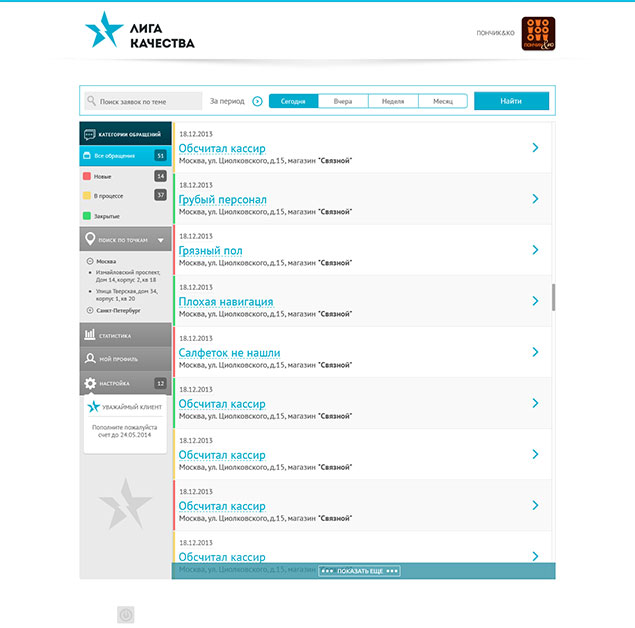 ЛИГА
КАЧЕСТВА
ПОНЧИК&КО
ПОНЧИК&КО
Поиск заявок по теме
За период
Сегодня
Вчера
Неделя
Месяц
Найти
КАТЕГОРИИ ОБРАЩЕНИЙ
Все обращения 51
Новые 14
В процессе 37
Закрытые
ПОИСК ПО ТОЧКАМ
Москва
Измайловский проспект,
Дом 14, корпус 2, кв 18
Улица Тверская, дом 34,
корпус 1, кв 20
Санкт-Петербург
СТАТИСТИКА
МОЙ ПРОФИЛЬ
НАСТРОЙКА 12
УВАЖАЙМЫЙ КЛИЕНТ
Пополните пожалуйста
счет до 24.05.2014
18.12.2013
Обсчитал кассир
Москва, ул. Циолковского, д.15, магазин "Связной"
18.12.2013
Грубый персонал
Москва, ул. Циолковского, д.15, магазин "Связной"
18.12.2013
Грязный пол
Москва, ул. Циолковского, д.15, магазин "Связной"
18.12.2013
Плохая навигация
Москва, ул. Циолковского, д.15, магазин "Связной"
18.12.2013
Салфеток не нашли
Москва, ул. Циолковского, д.15, магазин "Связной"
18.12.2013
Обсчитал кассир
Москва, ул. Циолковского, д.15, магазин "Связной"
18.12.2013
Обсчитал кассир
Москва, ул. Циолковского, д.15, магазин "Связной"
18.12.2013
Обсчитал кассир
Москва, ул. Циолковского, д.15, магазин "Связной"
18.12.2013
Обсчитал кассир
Москва, ул. Циолковского, д.15, магазин "Связной"
ПОКАЗАТЬ ЕЩЕ